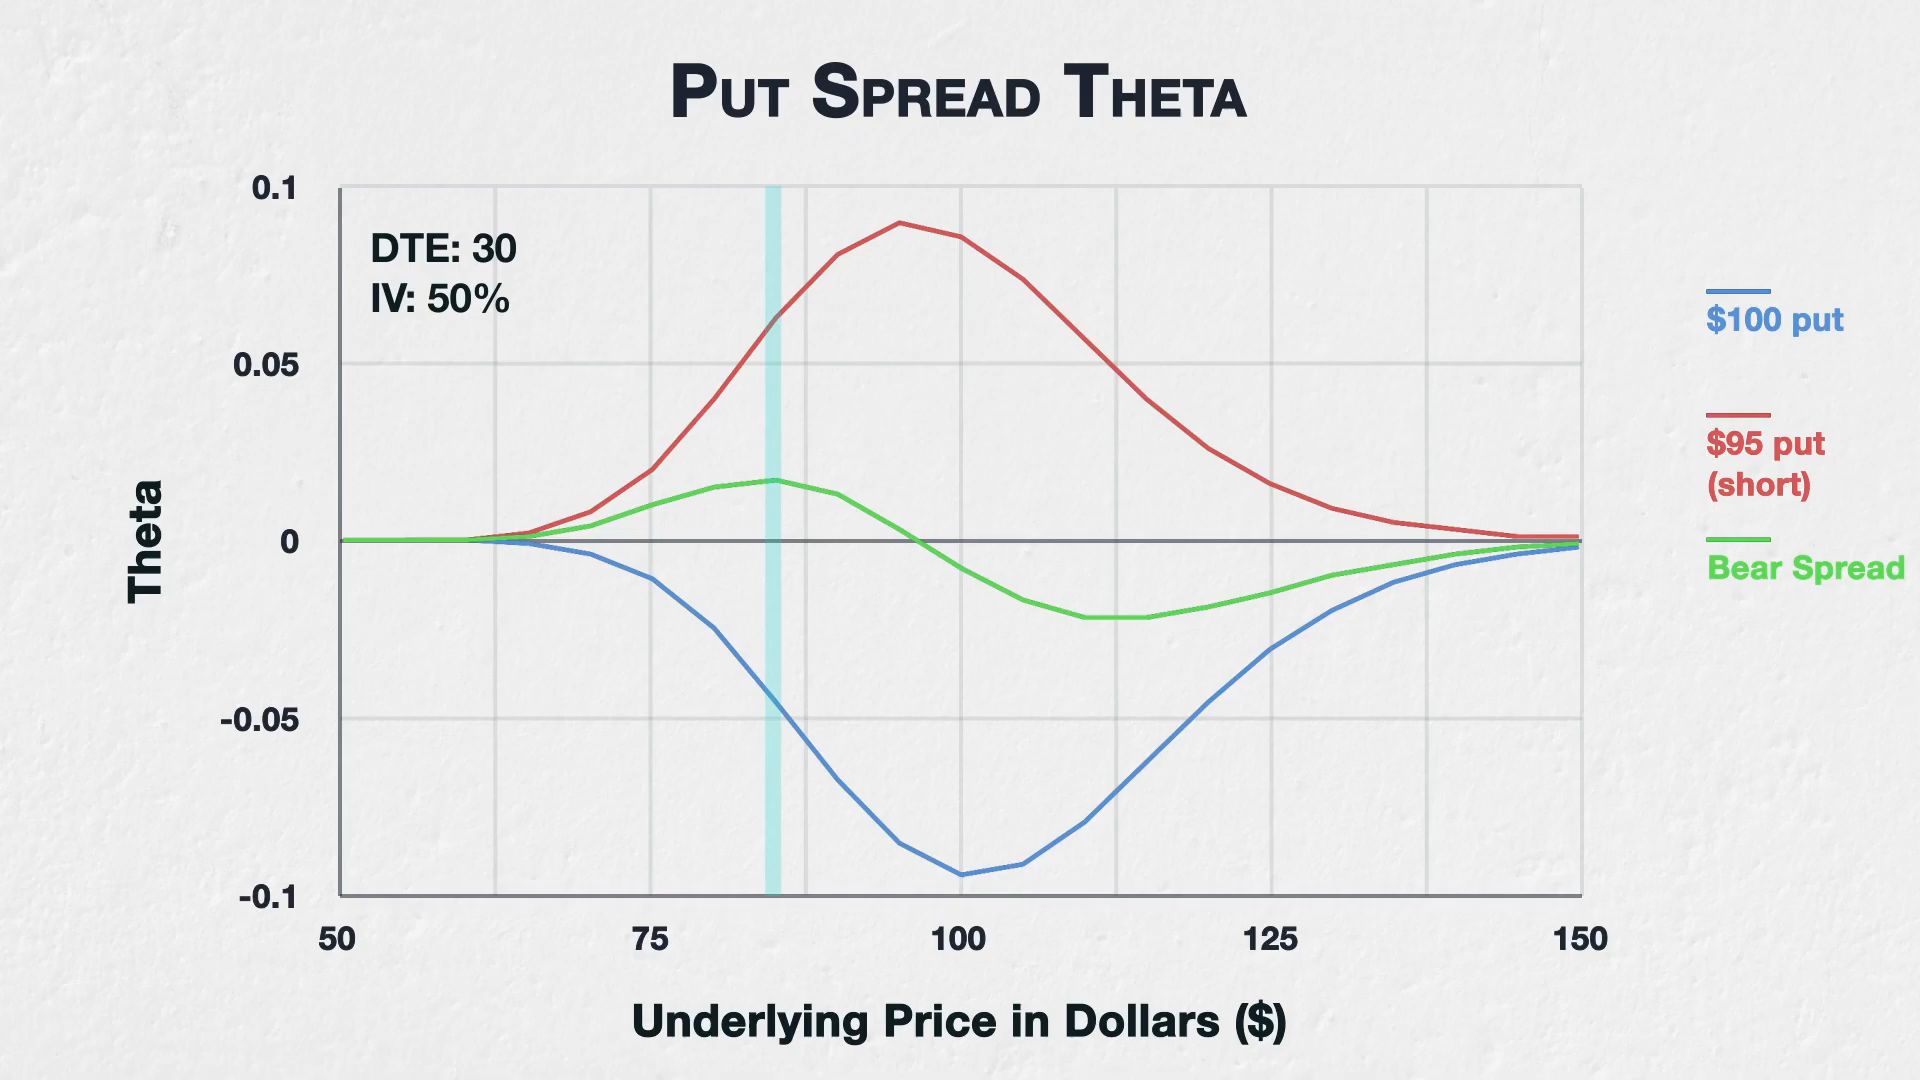 Put Spread Theta
0.1
0.05
0
-0.05
-0.1
Theta
DTE: 30
IV: 50%
50
75
100
125
150
Underlying Price in Dollars ($)
$100 put
$95 put
(short)
Bear Spread